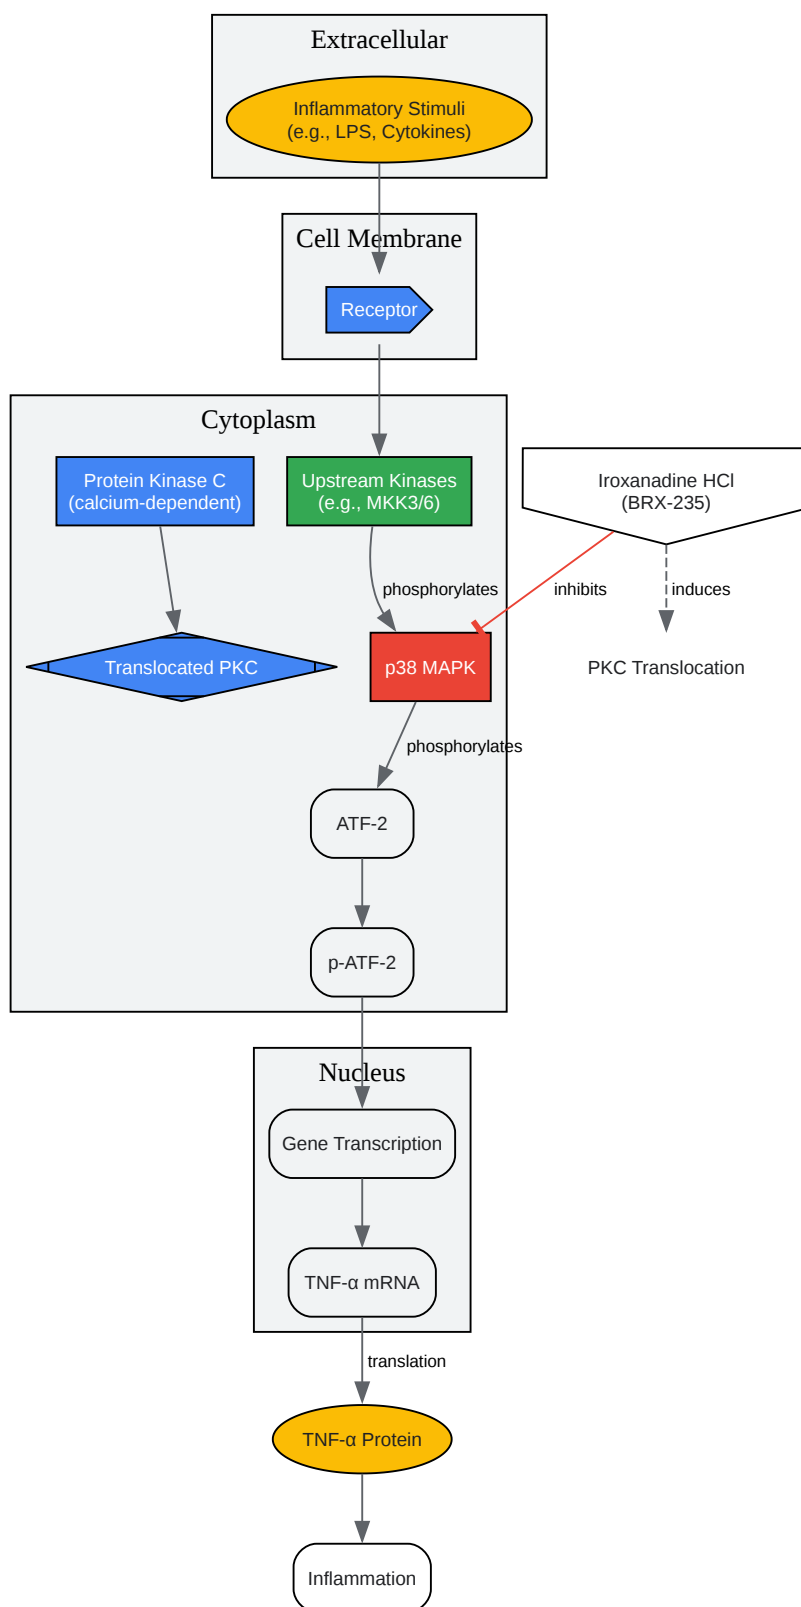 Extracellular
Inflammatory Stimuli
(e.g., LPS, Cytokines)
Cell Membrane
Receptor
Cytoplasm
Protein Kinase C
(calcium-dependent)
Upstream Kinases
(e.g., MKK3/6)
Iroxanadine HCl
(BRX-235)
phosphorylates
inhibits
induces
Translocated PKC
p38 MAPK
PKC Translocation
phosphorylates
ATF-2
p-ATF-2
Nucleus
Gene Transcription
TNF-α mRNA
translation
TNF-α Protein
Inflammation